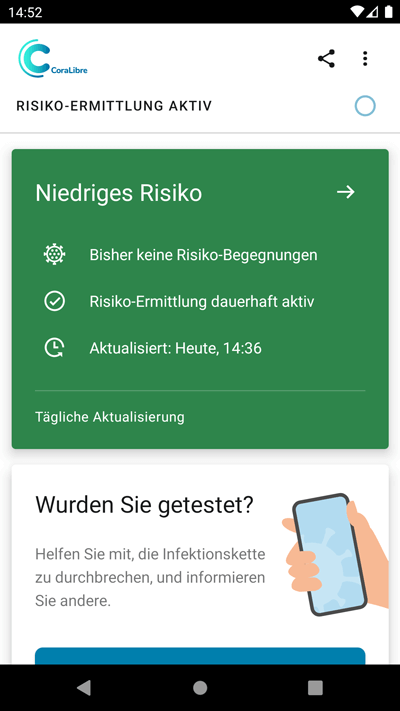 14:52
CoraLibre
RISIKO-ERMITTLUNG AKTIV
Niedriges Risiko
Bisher keine Risiko-Begegnungen
Risiko-Ermittlung dauerhaft aktiv
Aktualisiert: Heute, 14:36
Tägliche Aktualisierung
Wurden Sie getestet?
Helfen Sie mit, die Infektionskette
zu durchbrechen, und informieren
Sie andere.